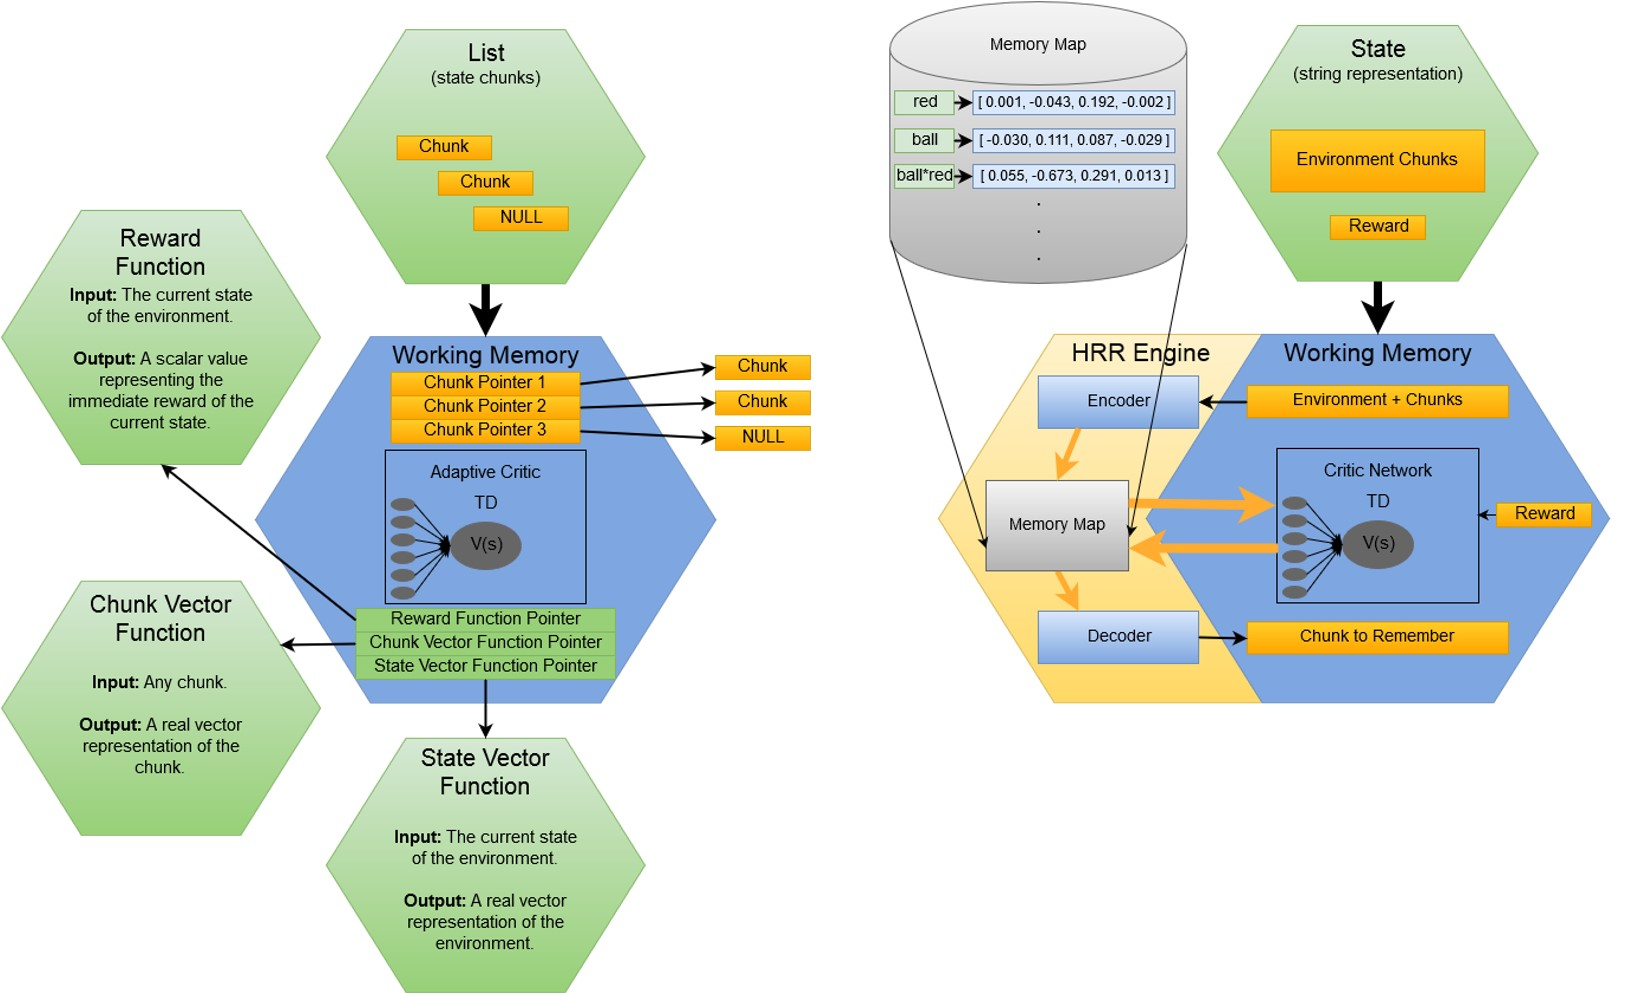 List
(state chunks)
Chunk
Chunk
NULL
Reward
Function
Input: The current state
of the environment.
Output: A scalar value
representing the
immediate reward of the
current state.
Working Memory
Chunk Pointer 1
Chunk Pointer 2
Chunk Pointer 3
Chunk
Chunk
NULL
Adaptive Critic
TD
V(s)
Reward Function Pointer
Chunk Vector Function Pointer
State Vector Function Pointer
Chunk Vector
Function
Input: Any chunk.
Output: A real vector
representation of the
chunk.
State Vector
Function
Input: The current state
of the environment.
Output: A real vector
representation of the
environment.
Memory Map
red
[ 0.001, -0.043, 0.192, -0.002 ]
ball
[ -0.030, 0.111, 0.087, -0.029 ]
ball*red
[ 0.055, -0.673, 0.291, 0.013 ]
.
.
.
State
(string representation)
Environment Chunks
Reward
HRR Engine
Working Memory
Encoder
Environment + Chunks
Memory Map
Critic Network
TD
V(s)
Reward
Decoder
Chunk to Remember